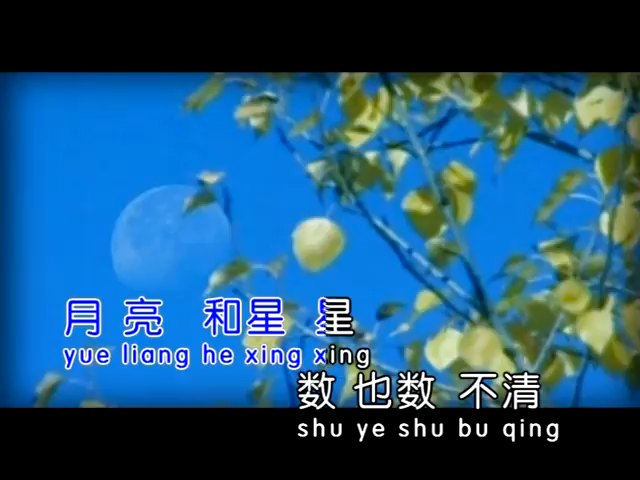 月亮 和星 星
yue liang he xing xing
数 也数 不清
shu ye shu bu qing